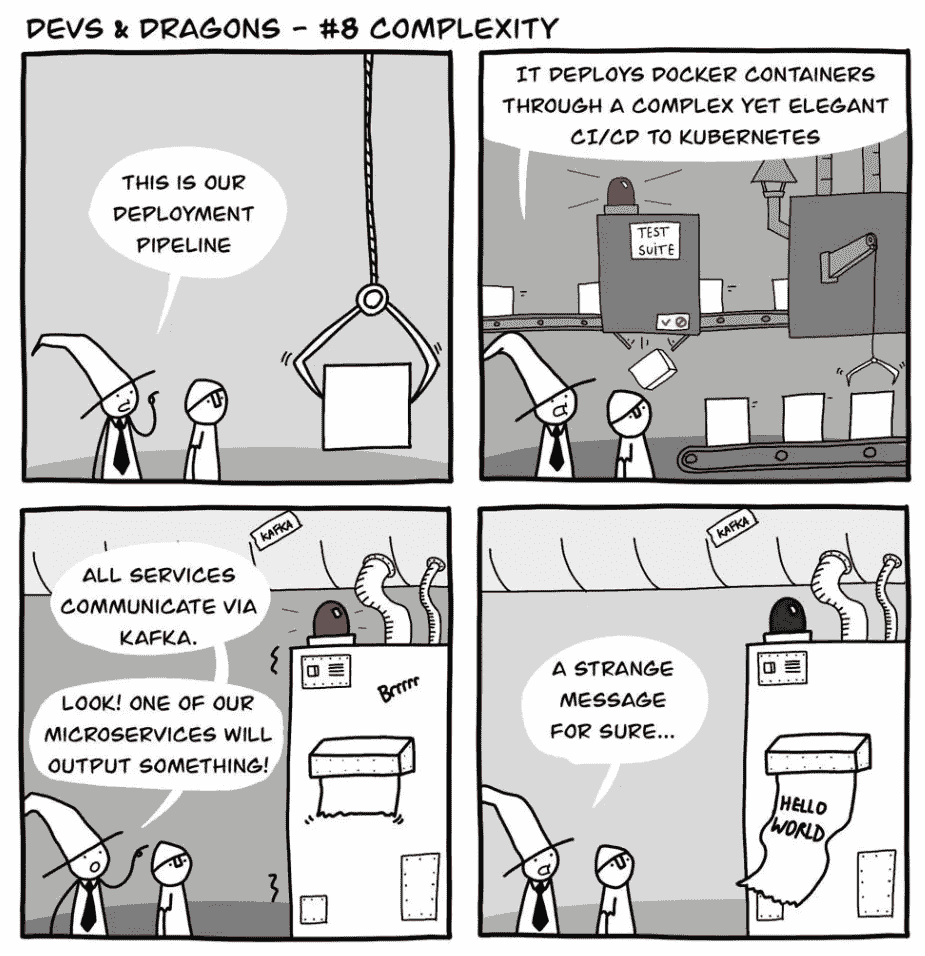 DEVS & DRAGONS - #8 COMPLEXITY
THIS IS OUR
DEPLOYMENT
PIPELINE
IT DEPLOYS DOCKER CONTAINERS
THROUGH A COMPLEX YET ELEGANT
CI/CD TO KUBERNETES
TEST
SUITE
KAFKA
ALL SERVICES
COMMUNICATE VIA
KAFKA.
LOOK! ONE OF OUR
MICROSERVICES WILL
OUTPUT SOMETHING!
Brrrrr
KAFKA
A STRANGE
MESSAGE
FOR SURE...
HELLO
WORLD